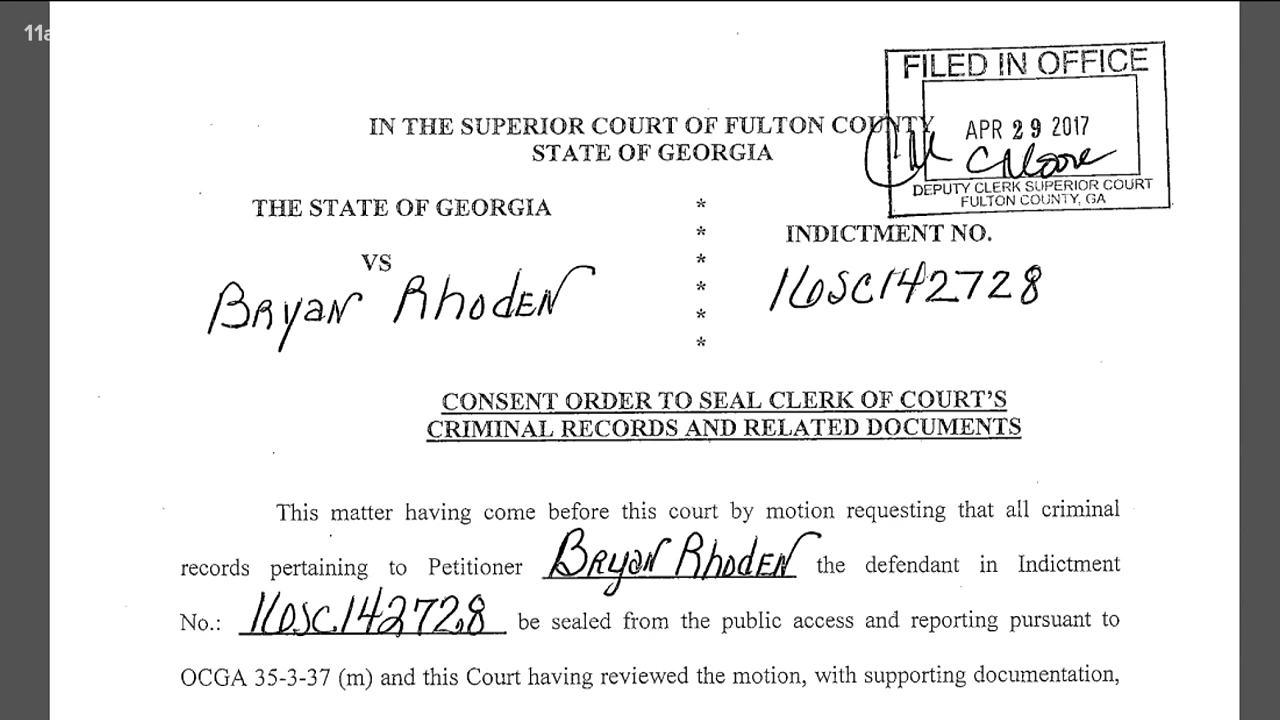 11a
FILED IN OFFICE
IN THE SUPERIOR COURT OF FULTON COUNTY
APR 29 2017
STATE OF GEORGIA
DEPUTY CLERK SUPERIOR COURT
FULTON COUNTY, GA
THE STATE OF GEORGIA
*
*
INDICTMENT NO.
VS
*
Bryan Rhoden
*
16SC142728
*
*
CONSENT ORDER TO SEAL CLERK OF COURT'S
CRIMINAL RECORDS AND RELATED DOCUMENTS
This matter having come before this court by motion requesting that all criminal
records pertaining to Petitioner Bryan Rhoden the defendant in Indictment
No.: 16SC142728 be sealed from the public access and reporting pursuant to
OCGA 35-3-37 (m) and this Court having reviewed the motion, with supporting documentation,